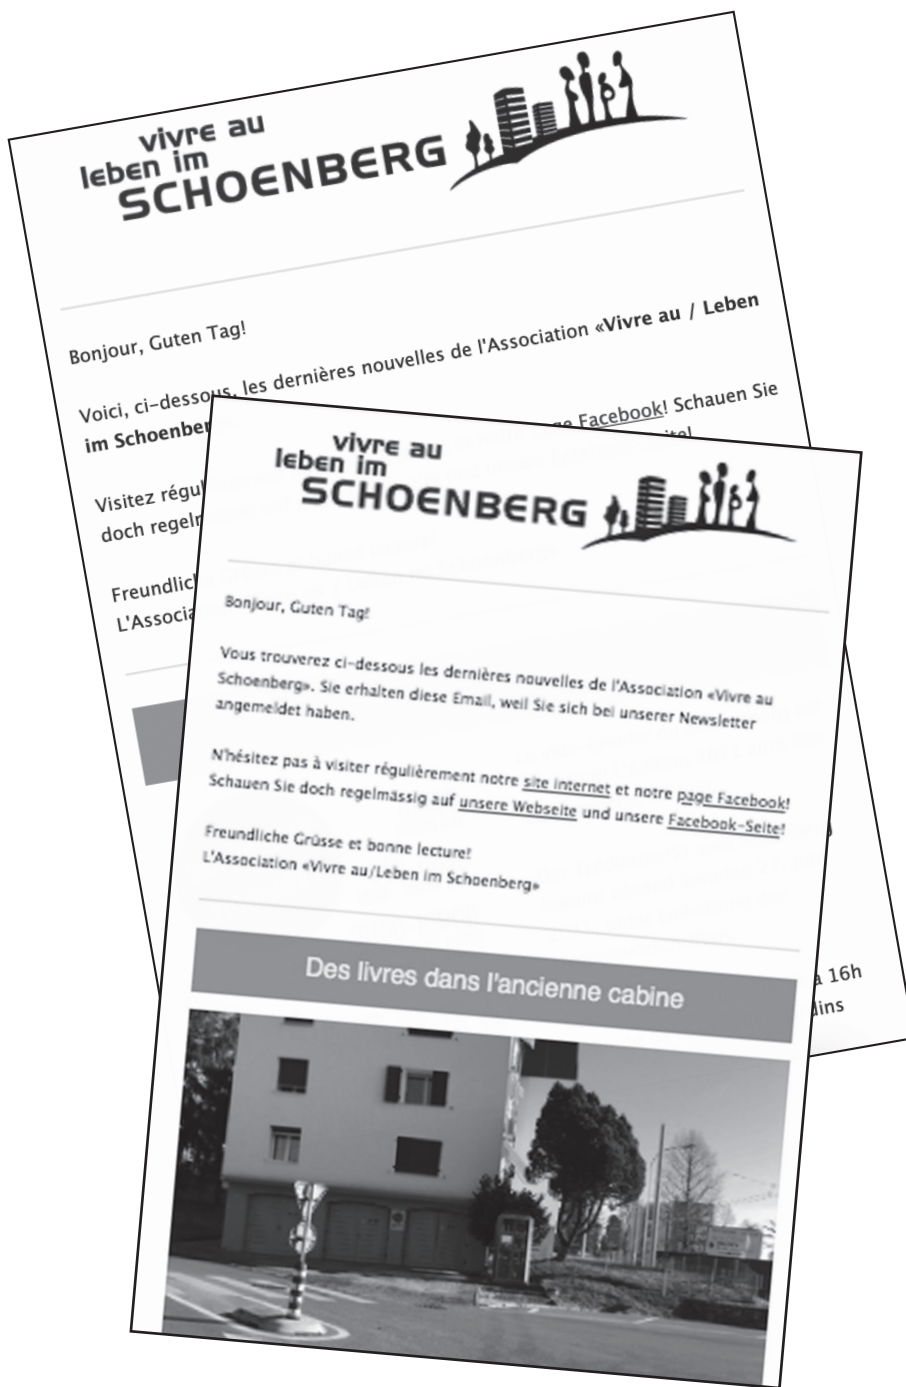 vivre au
leben im
SCHOENBERG
Bonjour, Guten Tag!
Voici, ci-dessous, les dernières nouvelles de l'Association «Vivre au / Leben
im Schoenber
Facebook! Schauen Sie
Visitez régul
doch regelm
Freundlic
L'Associa
à 16h
dins
vivre au
leben im
SCHOENBERG
Bonjour, Guten Tag!
Vous trouverez ci-dessous les dernières nouvelles de l'Association «Vivre au
Schoenberg». Sie erhalten diese Email, weil Sie sich bei unserer Newsletter
angemeldet haben.
N'hésitez pas à visiter régulièrement notre site internet et notre page Facebook!
Schauen Sie doch regelmässig auf unsere Webseite und unsere Facebook-Seite!
Freundliche Grüsse et bonne lecture!
L'Association «Vivre au/Leben im Schoenberg»
Des livres dans l'ancienne cabine